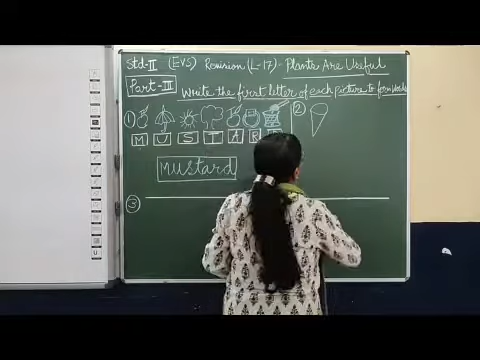 Std-II (EVS) Revision (L-17)- Plants Are Useful
Part-III Write the first letter of each picture to form words
① ②
M U S T A R
Mustard
③